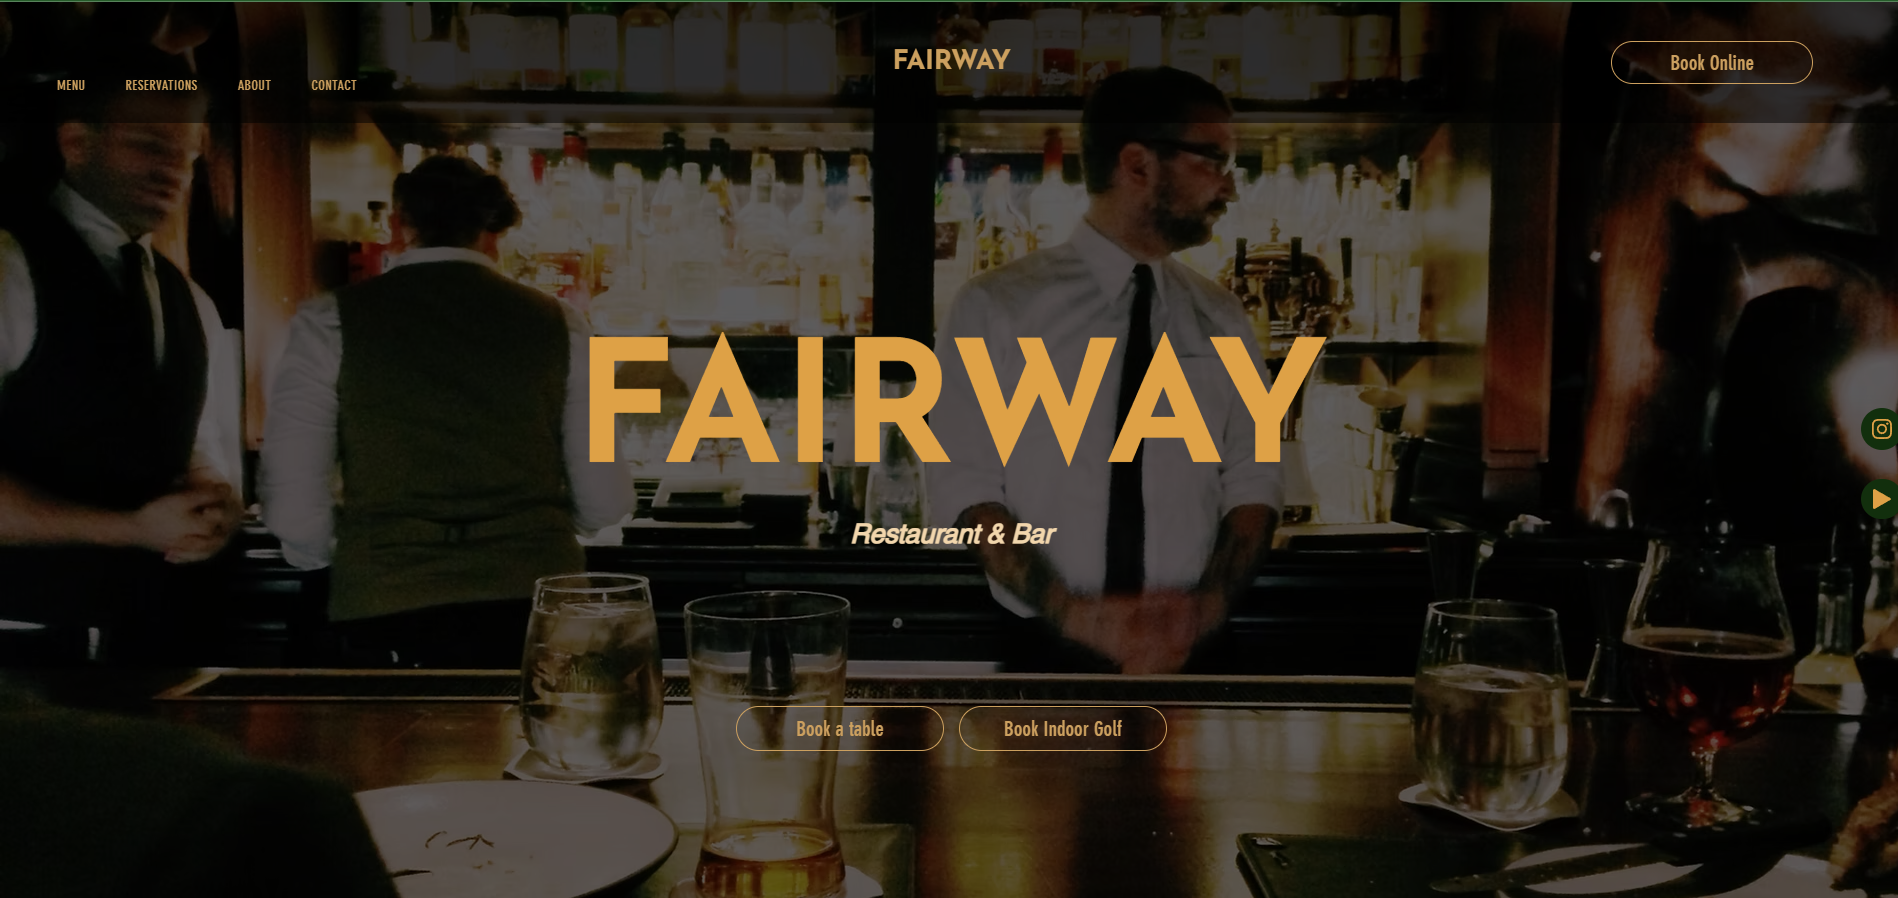 MENU RESERVATIONS ABOUT CONTACT
FAIRWAY
Book Online
FAIRWAY
Restaurant & Bar
Book a table
Book Indoor Golf